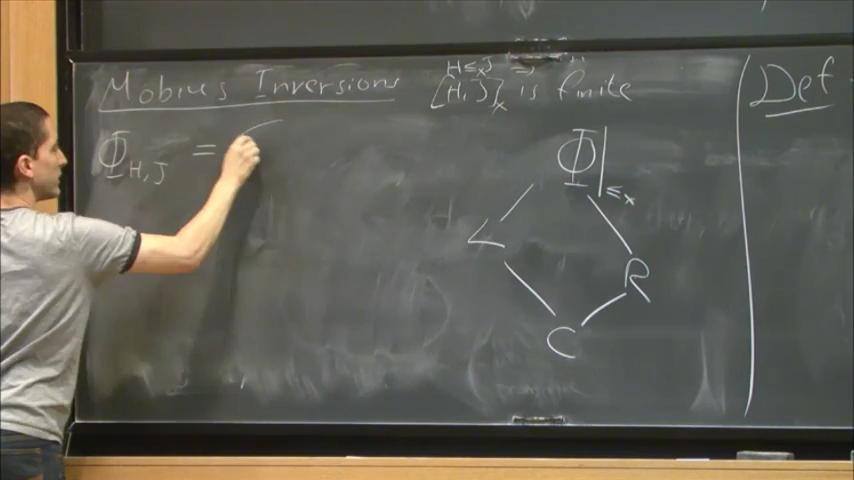 H ≤ₓ J ⇒
Mobius Inversions [H, J]ₓ is finite
Def
Φ_{H,J} =
Φ|_{≤ₓ}
L
R
C